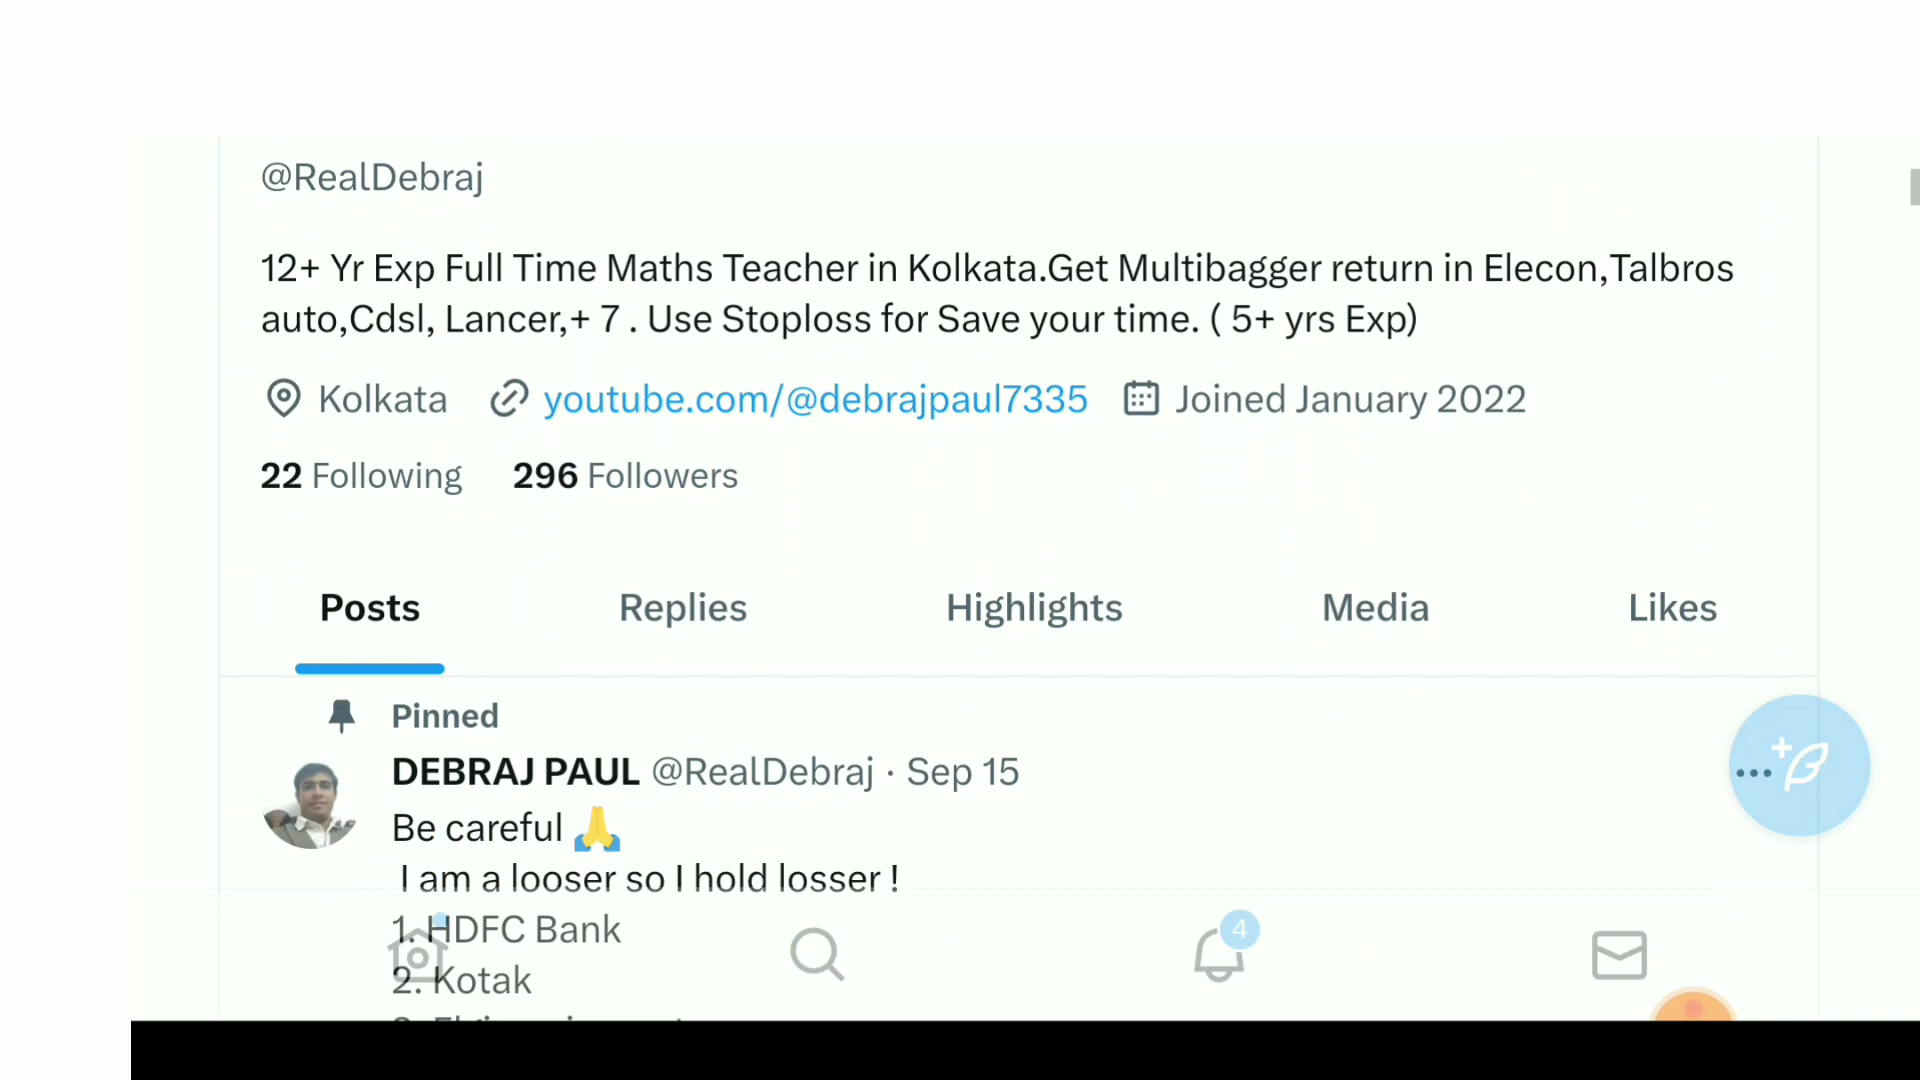 @RealDebraj
12+ Yr Exp Full Time Maths Teacher in Kolkata.Get Multibagger return in Elecon,Talbros
auto,Cdsl, Lancer,+ 7 . Use Stoploss for Save your time. ( 5+ yrs Exp)
Kolkata youtube.com/@debrajpaul7335 Joined January 2022
22 Following 296 Followers
Posts Replies Highlights Media Likes
Pinned
DEBRAJ PAUL @RealDebraj · Sep 15
Be careful 🙏
I am a looser so I hold losser !
1. HDFC Bank
4
2. Kotak